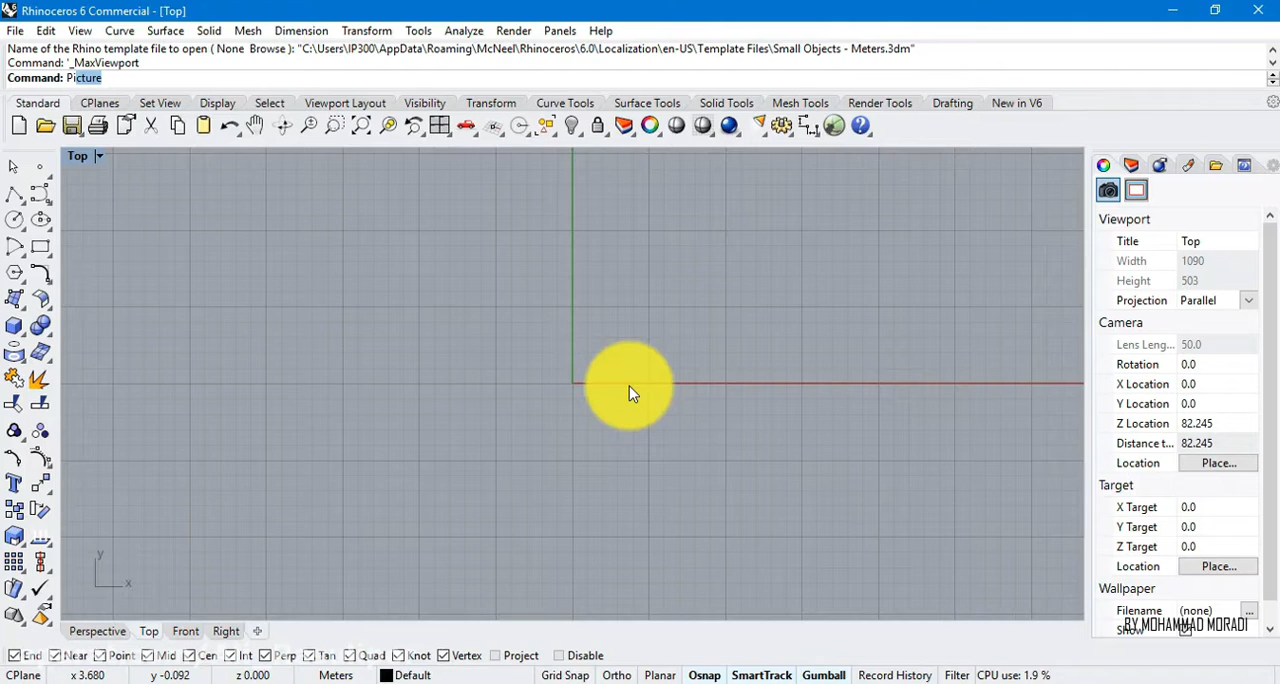 Rhinoceros 6 Commercial - [Top]
File Edit View Curve Surface Solid Mesh Dimension Transform Tools Analyze Render Panels Help
Name of the Rhino template file to open ( None Browse ): "C:\Users\IP300\AppData\Roaming\McNeel\Rhinoceros\6.0\Localization\en-US\Template Files\Small Objects - Meters.3dm"
Command: '_MaxViewport
Command: Picture
Standard CPlanes Set View Display Select Viewport Layout Visibility Transform Curve Tools Surface Tools Solid Tools Mesh Tools Render Tools Drafting New in V6
Top
Viewport
Title Top
Width 1090
Height 503
Projection Parallel
Camera
Lens Leng... 50.0
Rotation 0.0
X Location 0.0
Y Location 0.0
Z Location 82.245
Distance t... 82.245
Location Place...
Target
X Target 0.0
Y Target 0.0
Z Target 0.0
Location Place...
Wallpaper
Filename (none) ...
Show
BY MOHAMMAD MORADI
y
x
Perspective Top Front Right
End Near Point Mid Cen Int Perp Tan Quad Knot Vertex Project Disable
CPlane x 3.680 y -0.092 z 0.000 Meters Default Grid Snap Ortho Planar Osnap SmartTrack Gumball Record History Filter CPU use: 1.9 %